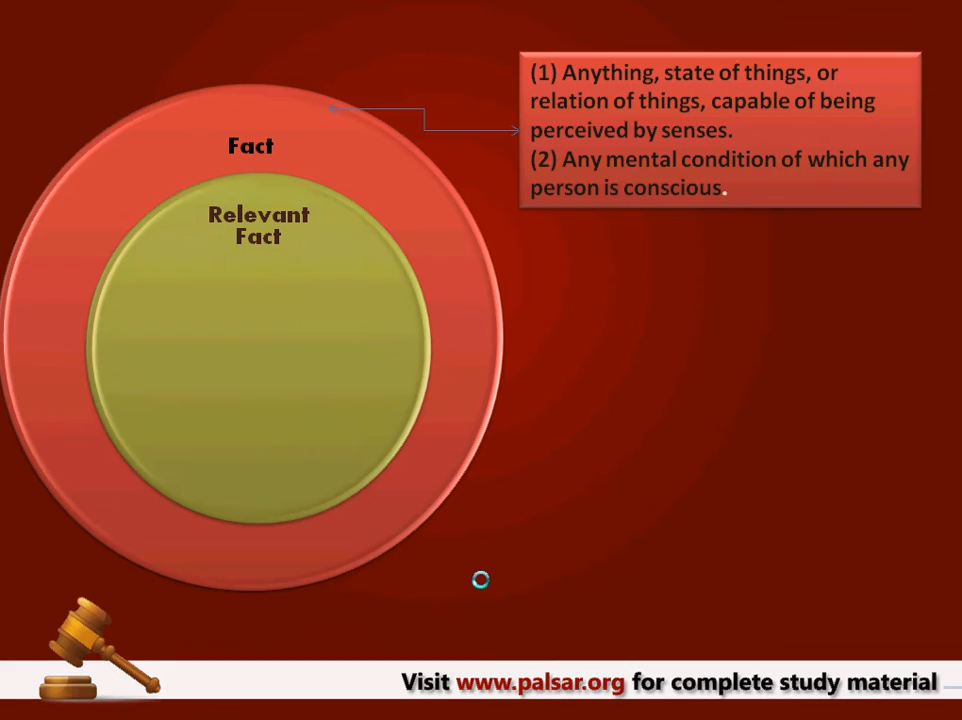 Fact
Relevant
Fact
(1) Anything, state of things, or
relation of things, capable of being
perceived by senses.
(2) Any mental condition of which any
person is conscious.
Visit www.palsar.org for complete study material